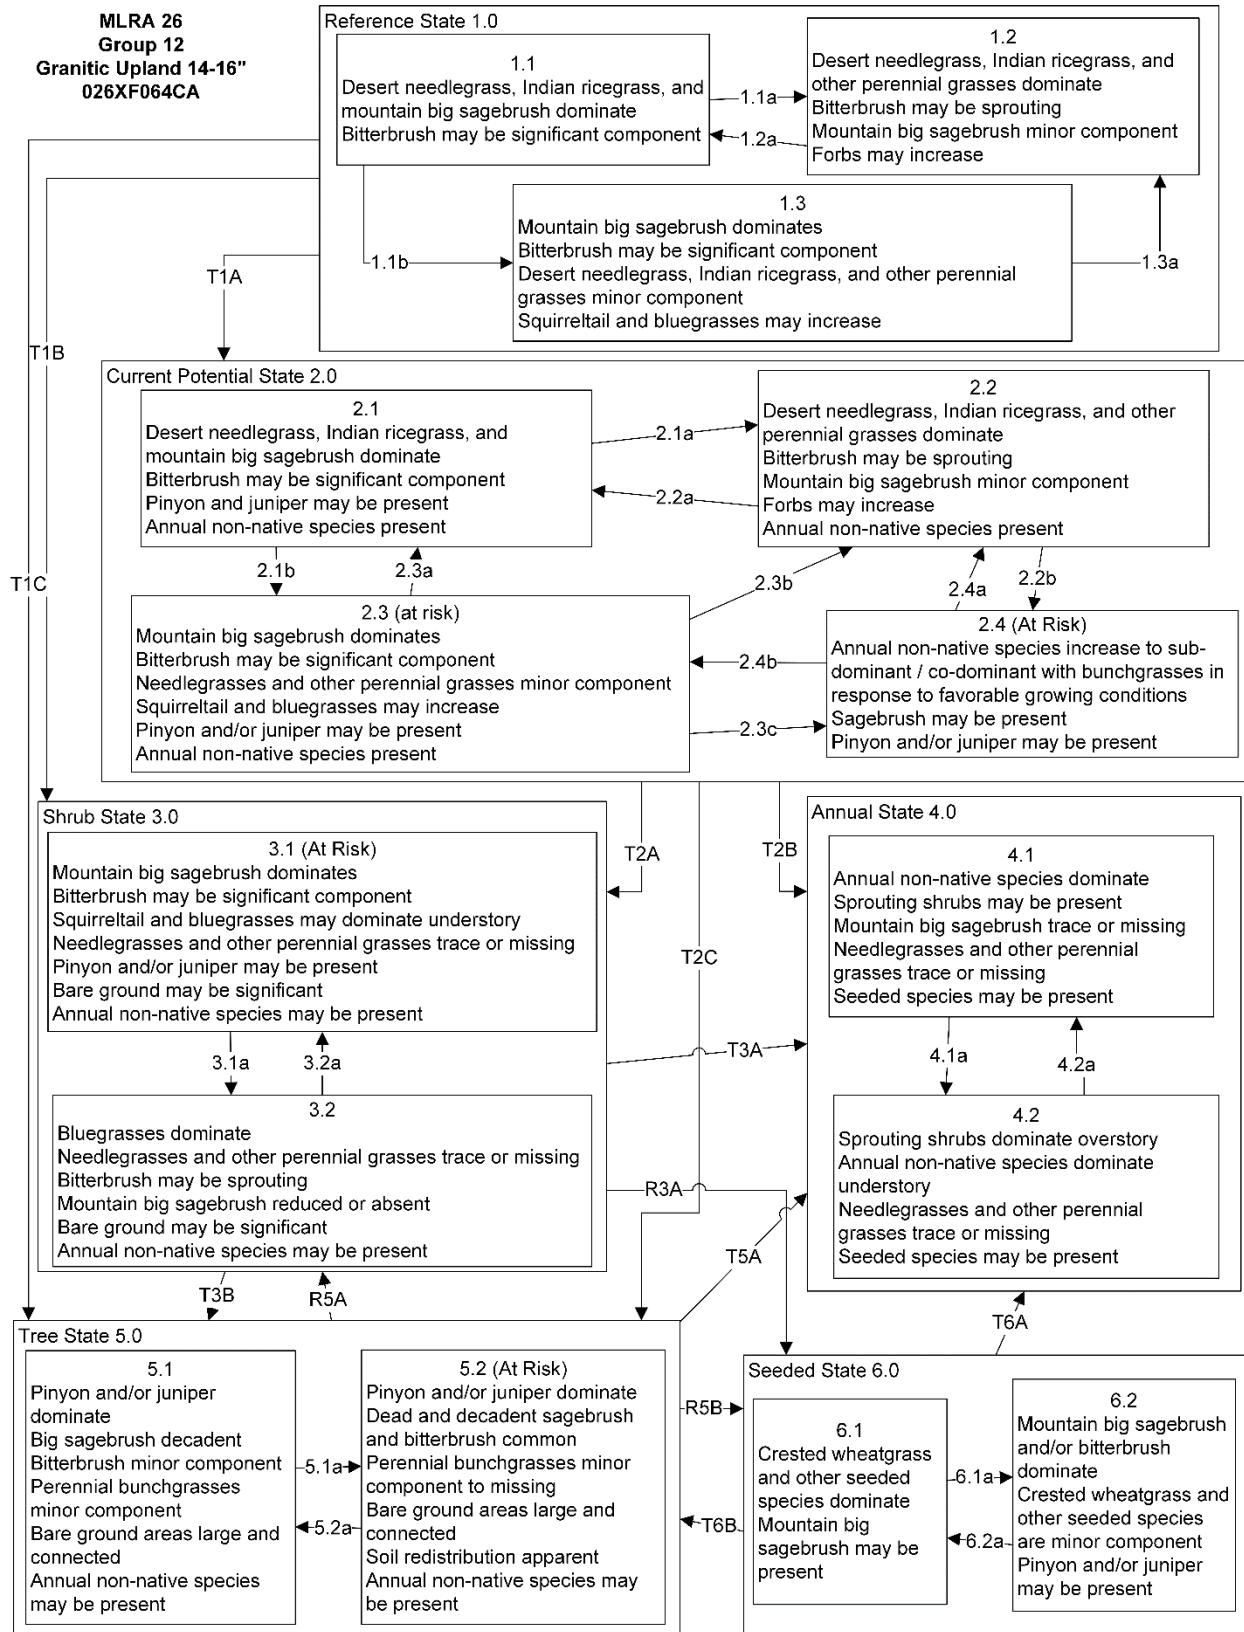 MLRA 26
Group 12
Granitic Upland 14-16"
026XF064CA
Reference State 1.0
1.1
Desert needlegrass, Indian ricegrass, and
mountain big sagebrush dominate
Bitterbrush may be significant component
1.1a
1.2a
1.2
Desert needlegrass, Indian ricegrass, and
other perennial grasses dominate
Bitterbrush may be sprouting
Mountain big sagebrush minor component
Forbs may increase
1.1b
1.3
Mountain big sagebrush dominates
Bitterbrush may be significant component
Desert needlegrass, Indian ricegrass, and other perennial
grasses minor component
Squirreltail and bluegrasses may increase
1.3a
T1A
T1B
T1C
Current Potential State 2.0
2.1
Desert needlegrass, Indian ricegrass, and
mountain big sagebrush dominate
Bitterbrush may be significant component
Pinyon and juniper may be present
Annual non-native species present
2.1a
2.2a
2.2
Desert needlegrass, Indian ricegrass, and other
perennial grasses dominate
Bitterbrush may be sprouting
Mountain big sagebrush minor component
Forbs may increase
Annual non-native species present
2.1b
2.3a
2.3b
2.4a
2.2b
2.3 (at risk)
Mountain big sagebrush dominates
Bitterbrush may be significant component
Needlegrasses and other perennial grasses minor component
Squirreltail and bluegrasses may increase
Pinyon and/or juniper may be present
Annual non-native species present
2.4b
2.3c
2.4 (At Risk)
Annual non-native species increase to sub-
dominant / co-dominant with bunchgrasses in
response to favorable growing conditions
Sagebrush may be present
Pinyon and/or juniper may be present
T2A
T2B
T2C
Shrub State 3.0
3.1 (At Risk)
Mountain big sagebrush dominates
Bitterbrush may be significant component
Squirreltail and bluegrasses may dominate understory
Needlegrasses and other perennial grasses trace or missing
Pinyon and/or juniper may be present
Bare ground may be significant
Annual non-native species may be present
3.1a
3.2a
3.2
Bluegrasses dominate
Needlegrasses and other perennial grasses trace or missing
Bitterbrush may be sprouting
Mountain big sagebrush reduced or absent
Bare ground may be significant
Annual non-native species may be present
T3A
R3A
Annual State 4.0
4.1
Annual non-native species dominate
Sprouting shrubs may be present
Mountain big sagebrush trace or missing
Needlegrasses and other perennial
grasses trace or missing
Seeded species may be present
4.1a
4.2a
4.2
Sprouting shrubs dominate overstory
Annual non-native species dominate
understory
Needlegrasses and other perennial
grasses trace or missing
Seeded species may be present
T3B
R5A
T5A
T6A
Tree State 5.0
5.1
Pinyon and/or juniper
dominate
Big sagebrush decadent
Bitterbrush minor component
Perennial bunchgrasses
minor component
Bare ground areas large and
connected
Annual non-native species
may be present
5.1a
5.2a
5.2 (At Risk)
Pinyon and/or juniper dominate
Dead and decadent sagebrush
and bitterbrush common
Perennial bunchgrasses minor
component to missing
Bare ground areas large and
connected
Soil redistribution apparent
Annual non-native species may
be present
R5B
T6B
Seeded State 6.0
6.1
Crested wheatgrass
and other seeded
species dominate
Mountain big
sagebrush may be
present
6.1a
6.2a
6.2
Mountain big sagebrush
and/or bitterbrush
dominate
Crested wheatgrass and
other seeded species
are minor component
Pinyon and/or juniper
may be present